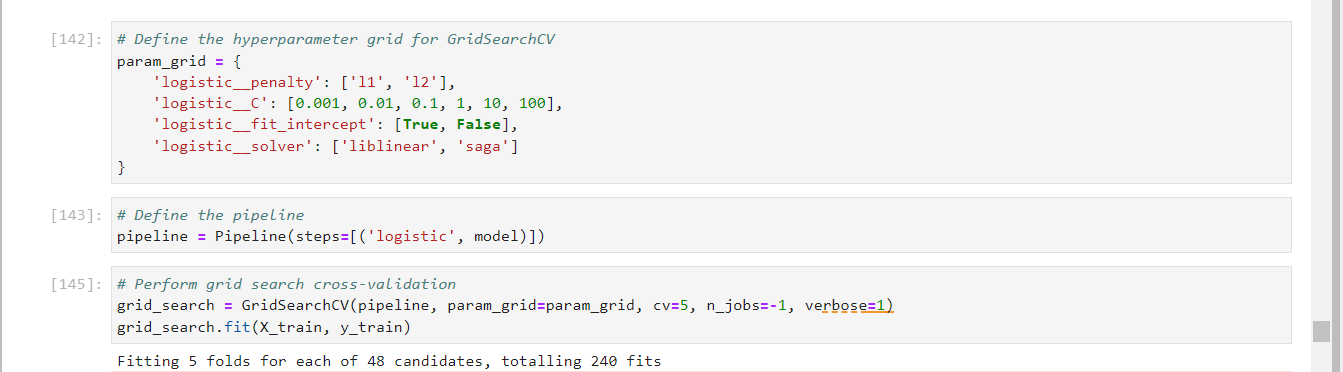 [142]: # Define the hyperparameter grid for GridSearchCV
param_grid = {
    'logistic__penalty': ['l1', 'l2'],
    'logistic__C': [0.001, 0.01, 0.1, 1, 10, 100],
    'logistic__fit_intercept': [True, False],
    'logistic__solver': ['liblinear', 'saga']
}
[143]: # Define the pipeline
pipeline = Pipeline(steps=[('logistic', model)])
[145]: # Perform grid search cross-validation
grid_search = GridSearchCV(pipeline, param_grid=param_grid, cv=5, n_jobs=-1, verbose=1)
grid_search.fit(X_train, y_train)
Fitting 5 folds for each of 48 candidates, totalling 240 fits